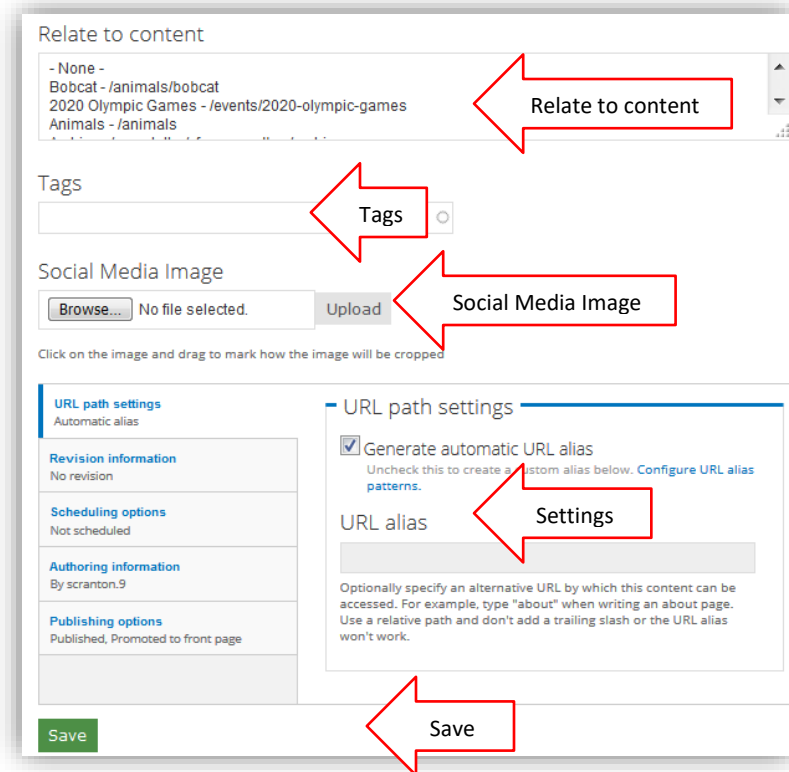 Relate to content
- None -
Bobcat - /animals/bobcat
2020 Olympic Games - /events/2020-olympic-games
Animals - /animals
Relate to content
Tags
Tags
Social Media Image
Browse... No file selected. Upload
Social Media Image
Click on the image and drag to mark how the image will be cropped
URL path settings
Automatic alias
Revision information
No revision
Scheduling options
Not scheduled
Authoring information
By scranton.9
Publishing options
Published, Promoted to front page
URL path settings
Generate automatic URL alias
Uncheck this to create a custom alias below. Configure URL alias
patterns.
Settings
URL alias
Optionally specify an alternative URL by which this content can be
accessed. For example, type "about" when writing an about page.
Use a relative path and don't add a trailing slash or the URL alias
won't work.
Save
Save